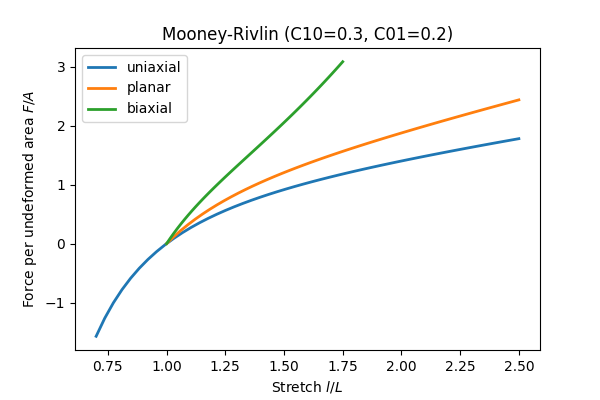 Mooney-Rivlin (C10=0.3, C01=0.2)
uniaxial
planar
biaxial
Force per undeformed area F/A
3
2
1
0
−1
0.75 1.00 1.25 1.50 1.75 2.00 2.25 2.50
Stretch l/L